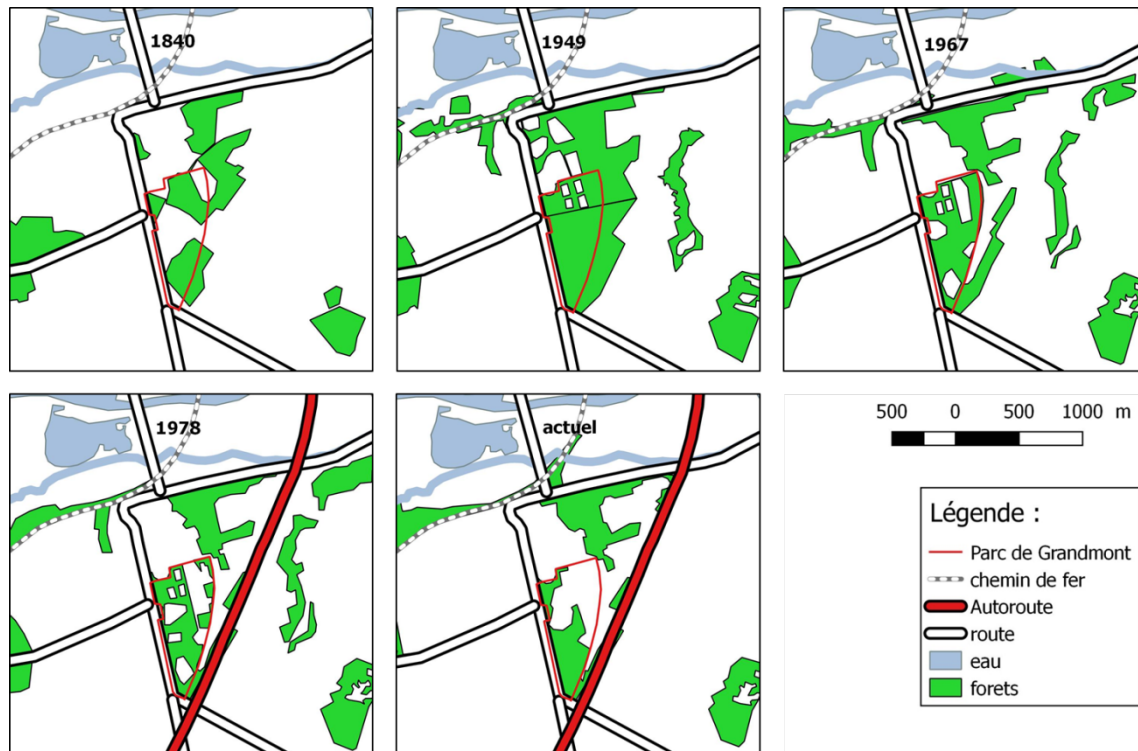 1840
1949
1967
1978
actuel
500 0 500 1000 m
Légende :
Parc de Grandmont
chemin de fer
Autoroute
route
eau
forets